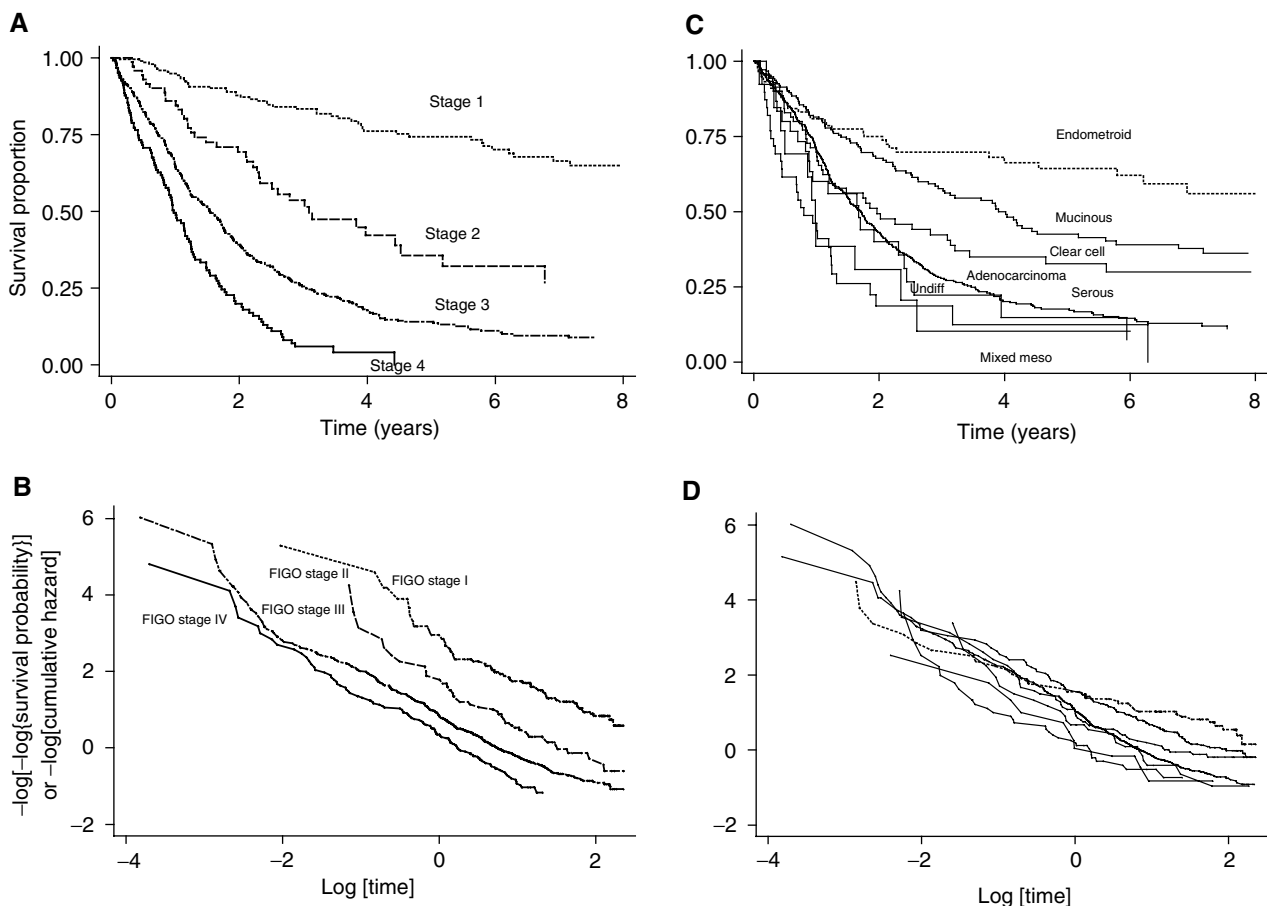 A
1.00
0.75
0.50
0.25
0.00
Survival proportion
Stage 1
Stage 2
Stage 3
Stage 4
0 2 4 6 8
Time (years)
C
1.00
0.75
0.50
0.25
0.00
Endometroid
Mucinous
Clear cell
Adenocarcinoma
Undiff
Serous
Mixed meso
0 2 4 6 8
Time (years)
B
6
4
2
0
−2
−log[−log{survival probability}]
or −log[cumulative hazard]
FIGO stage II
FIGO stage I
FIGO stage III
FIGO stage IV
−4 −2 0 2
Log [time]
D
6
4
2
0
−2
−4 −2 0 2
Log [time]